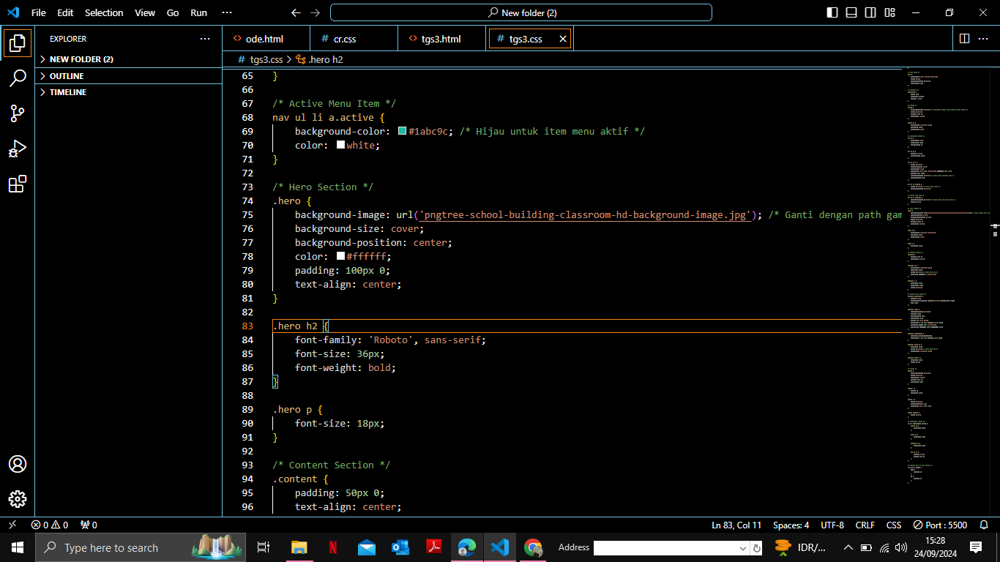 File Edit Selection View Go Run ···
New folder (2)
EXPLORER ···
NEW FOLDER (2)
OUTLINE
TIMELINE
<> ode.html # cr.css <> tgs3.html # tgs3.css ×
# tgs3.css > .hero h2
65 }
66
67 /* Active Menu Item */
68 nav ul li a.active {
69 background-color: #1abc9c; /* Hijau untuk item menu aktif */
70 color: white;
71 }
72
73 /* Hero Section */
74 .hero {
75 background-image: url('pngtree-school-building-classroom-hd-background-image.jpg'); /* Ganti dengan path gam
76 background-size: cover;
77 background-position: center;
78 color: #ffffff;
79 padding: 100px 0;
80 text-align: center;
81 }
82
83 .hero h2 {
84 font-family: 'Roboto', sans-serif;
85 font-size: 36px;
86 font-weight: bold;
87 }
88
89 .hero p {
90 font-size: 18px;
91 }
92
93 /* Content Section */
94 .content {
95 padding: 50px 0;
96 text-align: center;
0 0 0 Ln 83, Col 11 Spaces: 4 UTF-8 CRLF CSS Port : 5500
Type here to search Address IDR/... 15:28
24/09/2024